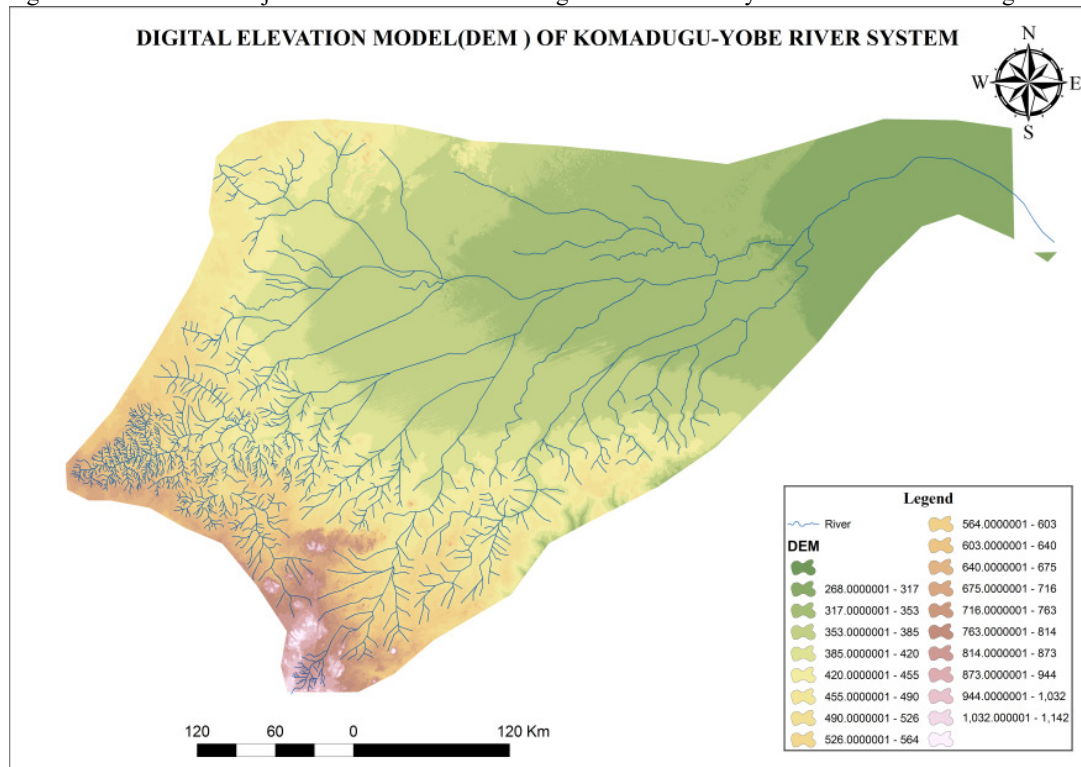 DIGITAL ELEVATION MODEL(DEM ) OF KOMADUGU-YOBE RIVER SYSTEM
N
W E
S
Legend
River
DEM
268.0000001 - 317
317.0000001 - 353
353.0000001 - 385
385.0000001 - 420
420.0000001 - 455
455.0000001 - 490
490.0000001 - 526
526.0000001 - 564
564.0000001 - 603
603.0000001 - 640
640.0000001 - 675
675.0000001 - 716
716.0000001 - 763
763.0000001 - 814
814.0000001 - 873
873.0000001 - 944
944.0000001 - 1,032
1,032.000001 - 1,142
120 60 0 120 Km